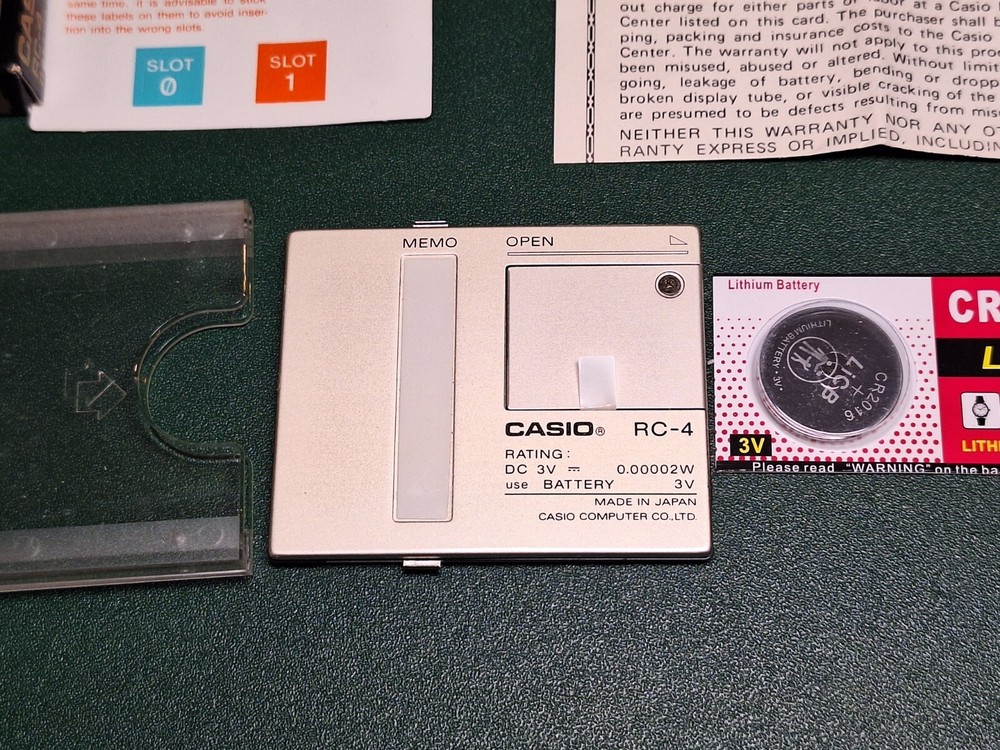 same time, it is advisable to stick
these labels on them to avoid inser-
tion into the wrong slots.
SLOT
0
SLOT
1
out charge for either parts or labor at a Casio
Center listed on this card. The purchaser shall b
ping, packing and insurance costs to the Casio
Center. The warranty will not apply to this pro
been misused, abused or altered. Without limit
going, leakage of battery, bending or dropp
broken display tube, or visible cracking of the
are presumed to be defects resulting from mis
NEITHER THIS WARRANTY NOR ANY O
RANTY EXPRESS OR IMPLIED, INCLUDIN
MEMO
OPEN
CASIO® RC-4
RATING:
DC 3V ⎓ 0.00002W
use BATTERY 3V
MADE IN JAPAN
CASIO COMPUTER CO.,LTD.
Lithium Battery
CR
L
LITHIUM BATTERY • 3V
CR2016
+
3V
LITH
Please read "WARNING" on the ba